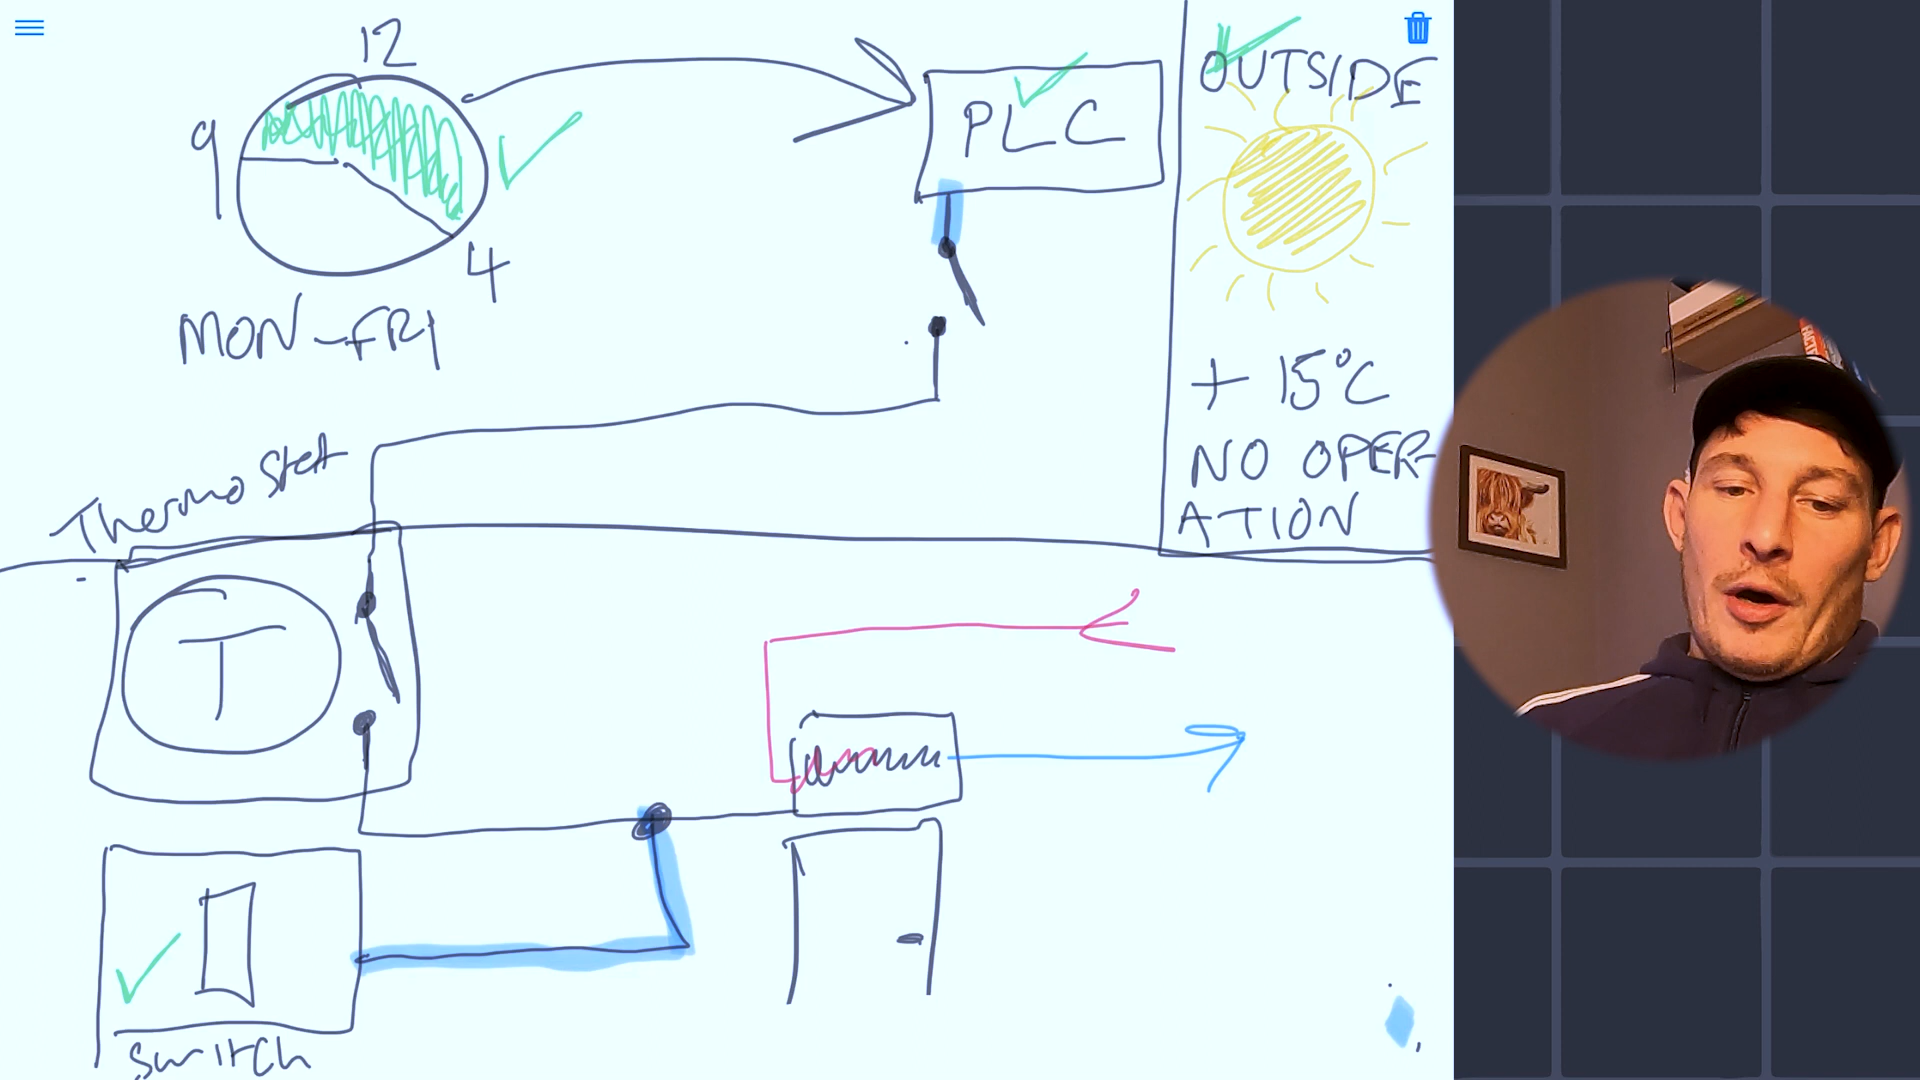 12
9
4
MON-FRI
PLC
OUTSIDE
+ 15°C
NO OPER-
ATION
Thermostat
T
SWITCH